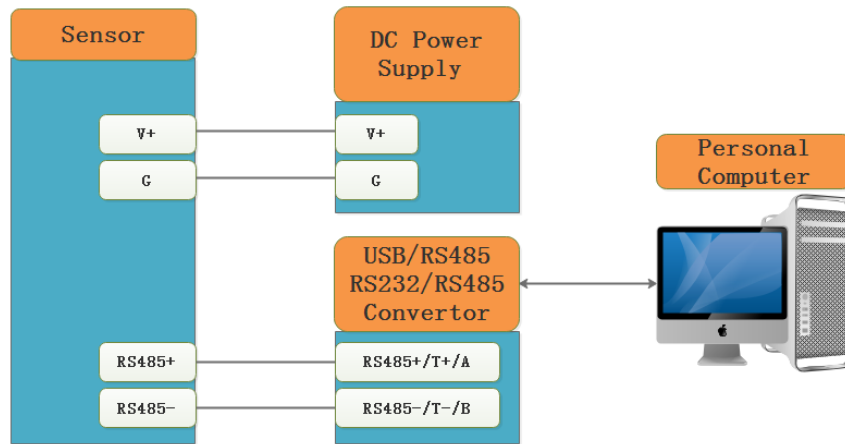 Sensor
V+
G
RS485+
RS485-
DC Power
Supply
V+
G
USB/RS485
RS232/RS485
Convertor
RS485+/T+/A
RS485-/T-/B
Personal
Computer